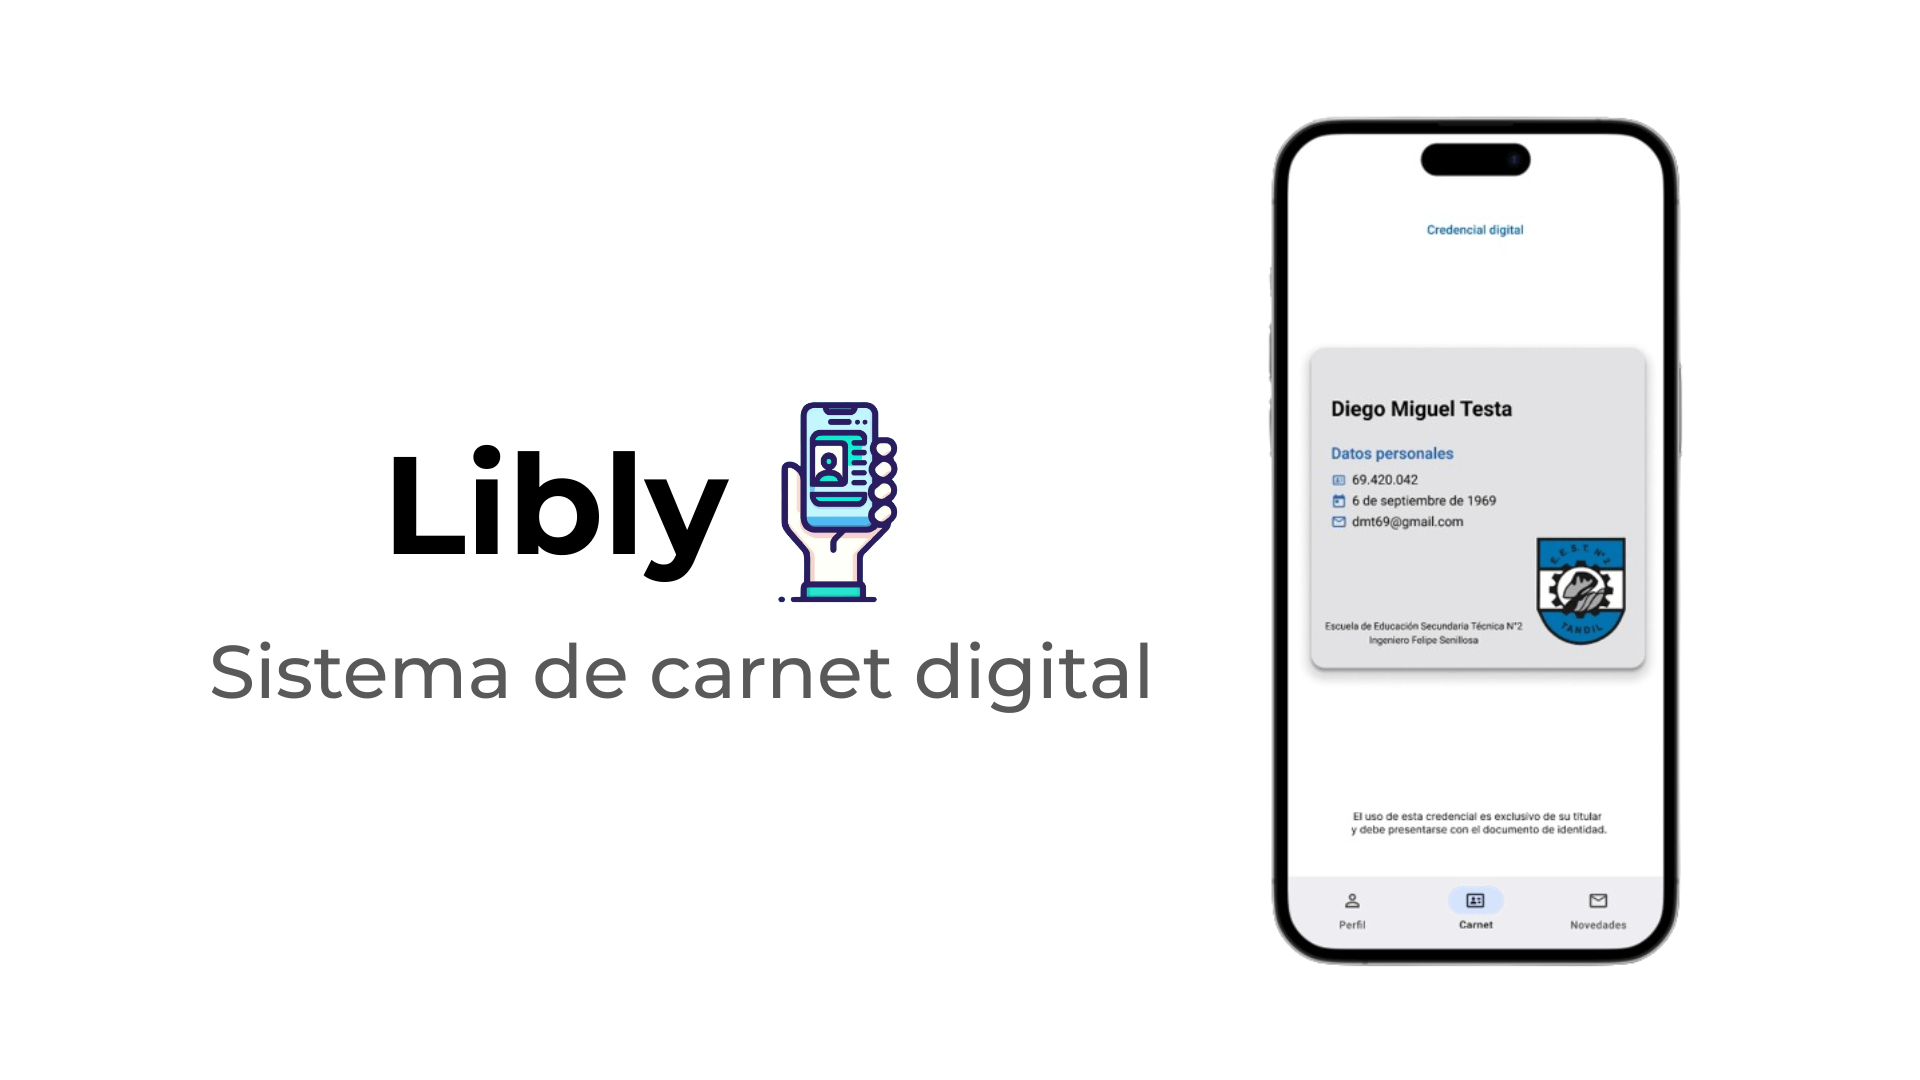 Libly
Sistema de carnet digital
Credencial digital
Diego Miguel Testa
Datos personales
69.420.042
6 de septiembre de 1969
dmt69@gmail.com
E. E. S. T. N° 2
TANDIL
Escuela de Educación Secundaria Técnica N°2
Ingeniero Felipe Senillosa
El uso de esta credencial es exclusivo de su titular
y debe presentarse con el documento de identidad.
Perfil
Carnet
Novedades